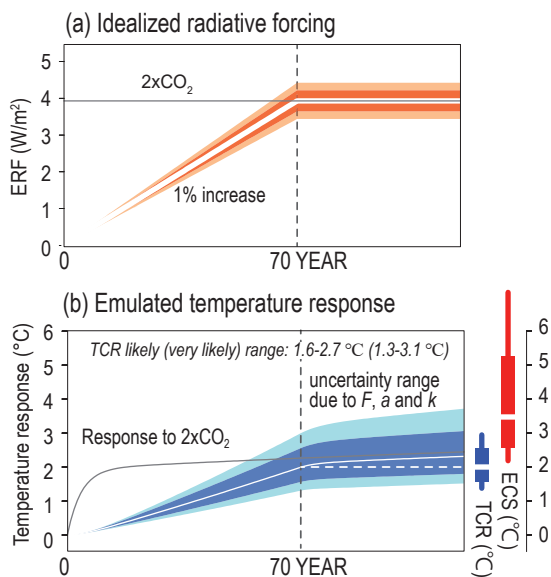 (a) Idealized radiative forcing
ERF (W/m²)
5
4
3
2
1
0
2xCO₂
1% increase
0
70 YEAR
(b) Emulated temperature response
Temperature response (°C)
6
5
4
3
2
1
0
TCR likely (very likely) range: 1.6-2.7 °C (1.3-3.1 °C)
uncertainty range
due to F, a and k
Response to 2xCO₂
0
70 YEAR
TCR (°C)
ECS (°C)
6
5
4
3
2
1
0